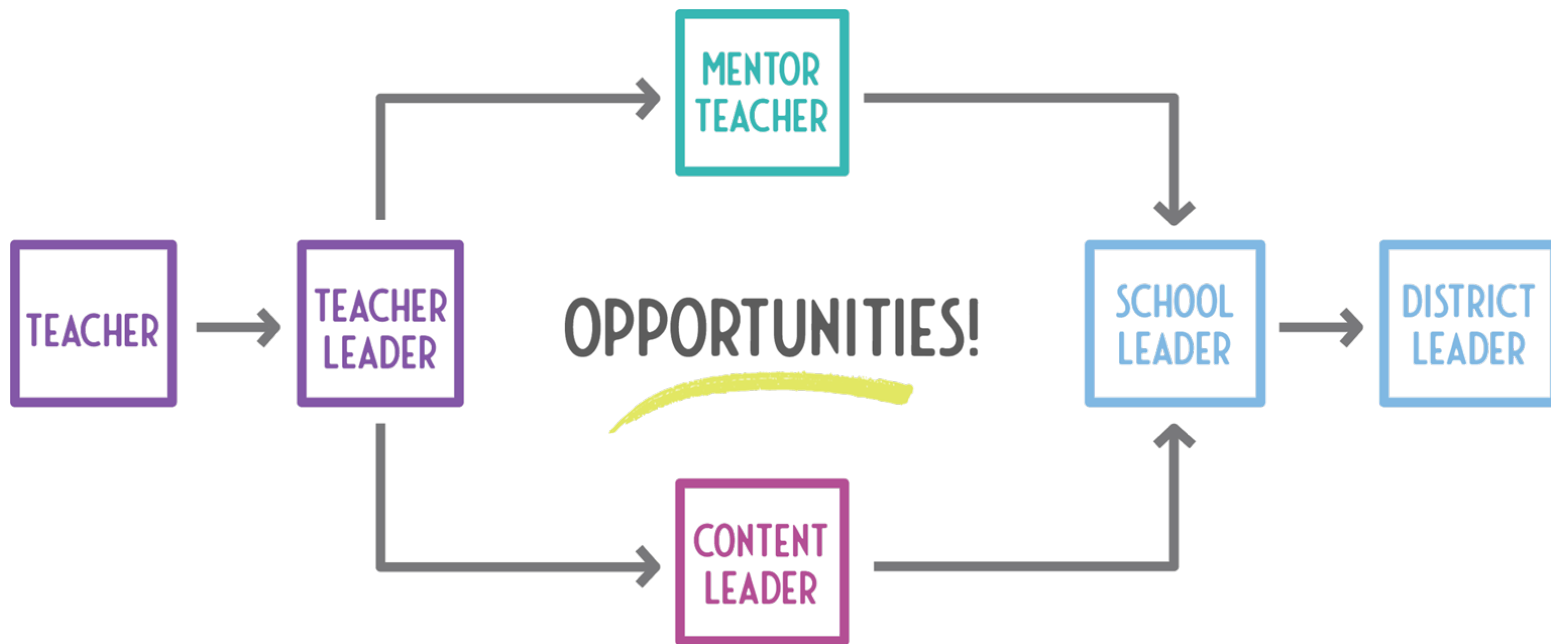 MENTOR
TEACHER
TEACHER
TEACHER
LEADER
OPPORTUNITIES!
SCHOOL
LEADER
DISTRICT
LEADER
CONTENT
LEADER